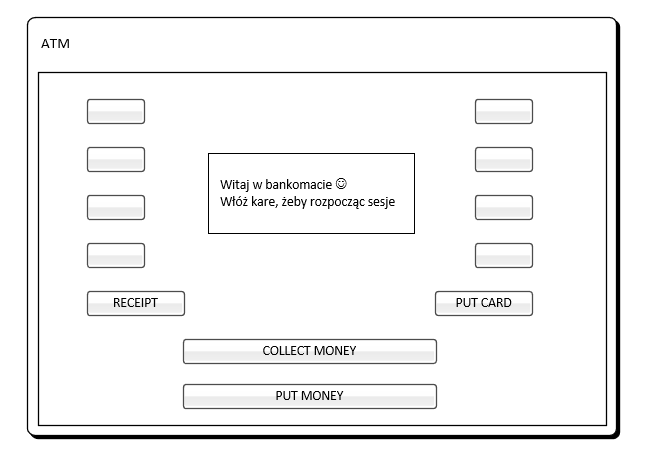 ATM
Witaj w bankomacie ☺
Włóż kare, żeby rozpocząc sesje
RECEIPT
PUT CARD
COLLECT MONEY
PUT MONEY